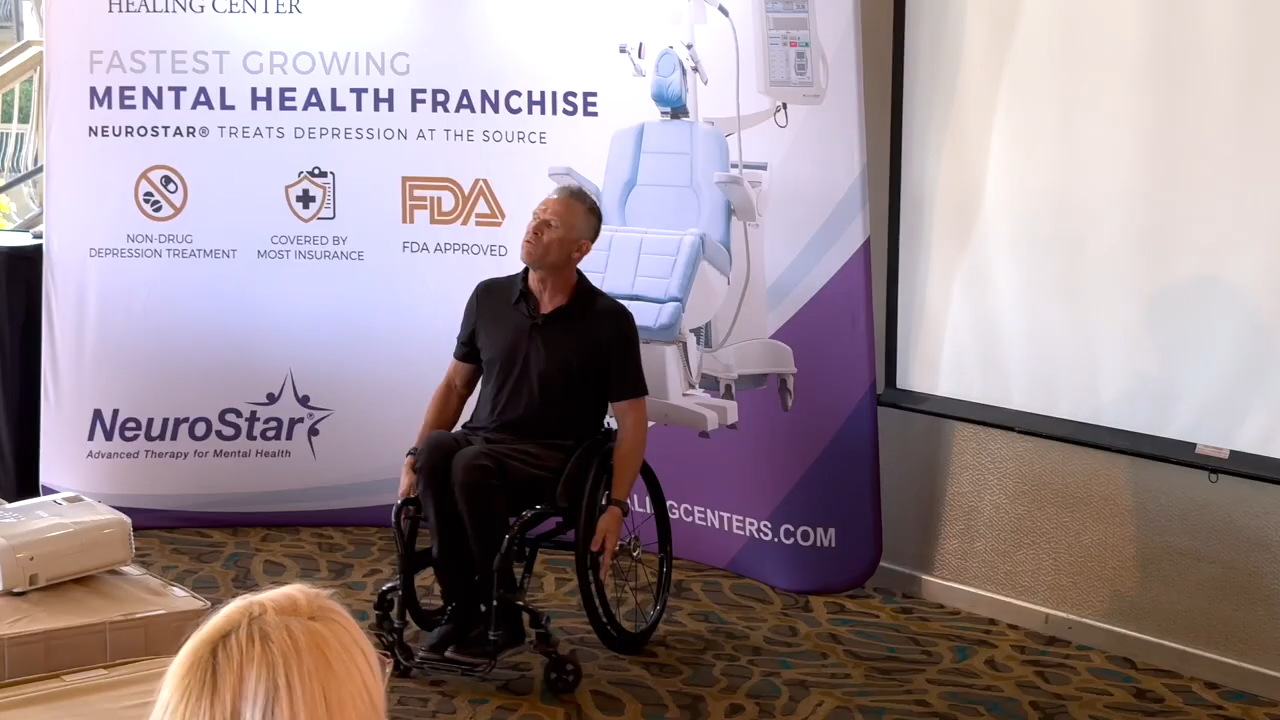 HEALING CENTER
FASTEST GROWING
MENTAL HEALTH FRANCHISE
NEUROSTAR® TREATS DEPRESSION AT THE SOURCE
NON-DRUG
DEPRESSION TREATMENT
COVERED BY
MOST INSURANCE
FDA
FDA APPROVED
NeuroStar®
Advanced Therapy for Mental Health
LINGCENTERS.COM